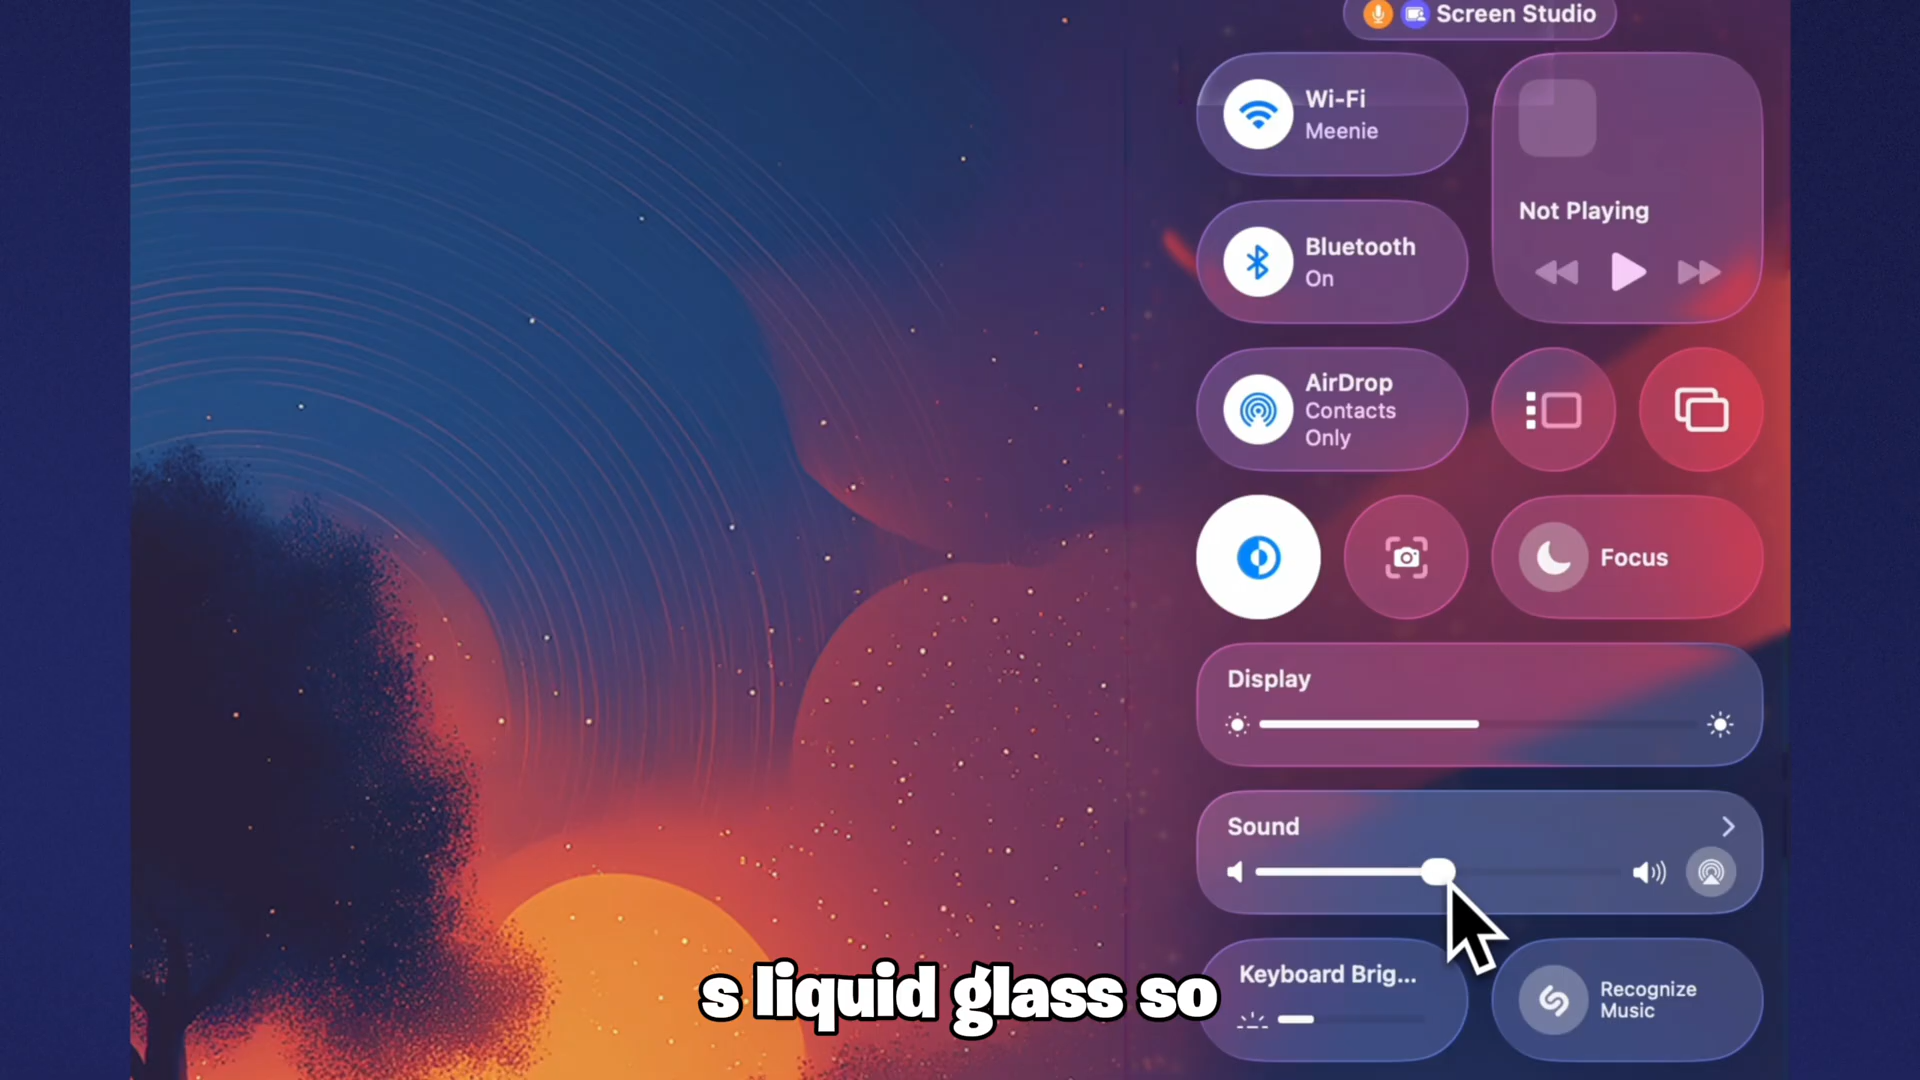 Screen Studio
Wi-Fi
Meenie
Not Playing
Bluetooth
On
AirDrop
Contacts
Only
Focus
Display
Sound
Keyboard Brig...
Recognize
Music
s liquid glass so